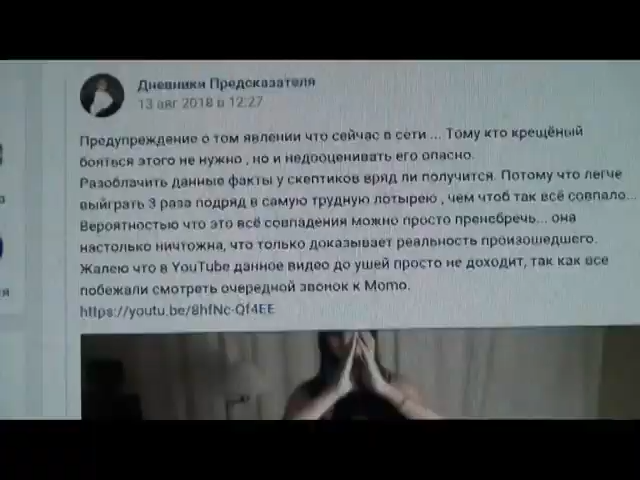 Дневники Предсказателя
13 авг 2018 в 12:27
Предупреждение о том явлении что сейчас в сети ... Тому кто крещёный
бояться этого не нужно , но и недооценивать его опасно.
Разоблачить данные факты у скептиков вряд ли получится. Потому что легче
выйграть 3 раза подряд в самую трудную лотырею , чем чтоб так всё совпало...
Вероятностью что это всё совпадения можно просто пренебречь... она
настолько ничтожна, что только доказывает реальность произошедшего.
Жалею что в YouTube данное видео до ушей просто не доходит, так как все
побежали смотреть очередной звонок к Momo.
https://youtu.be/8hfNc-Qf4EE